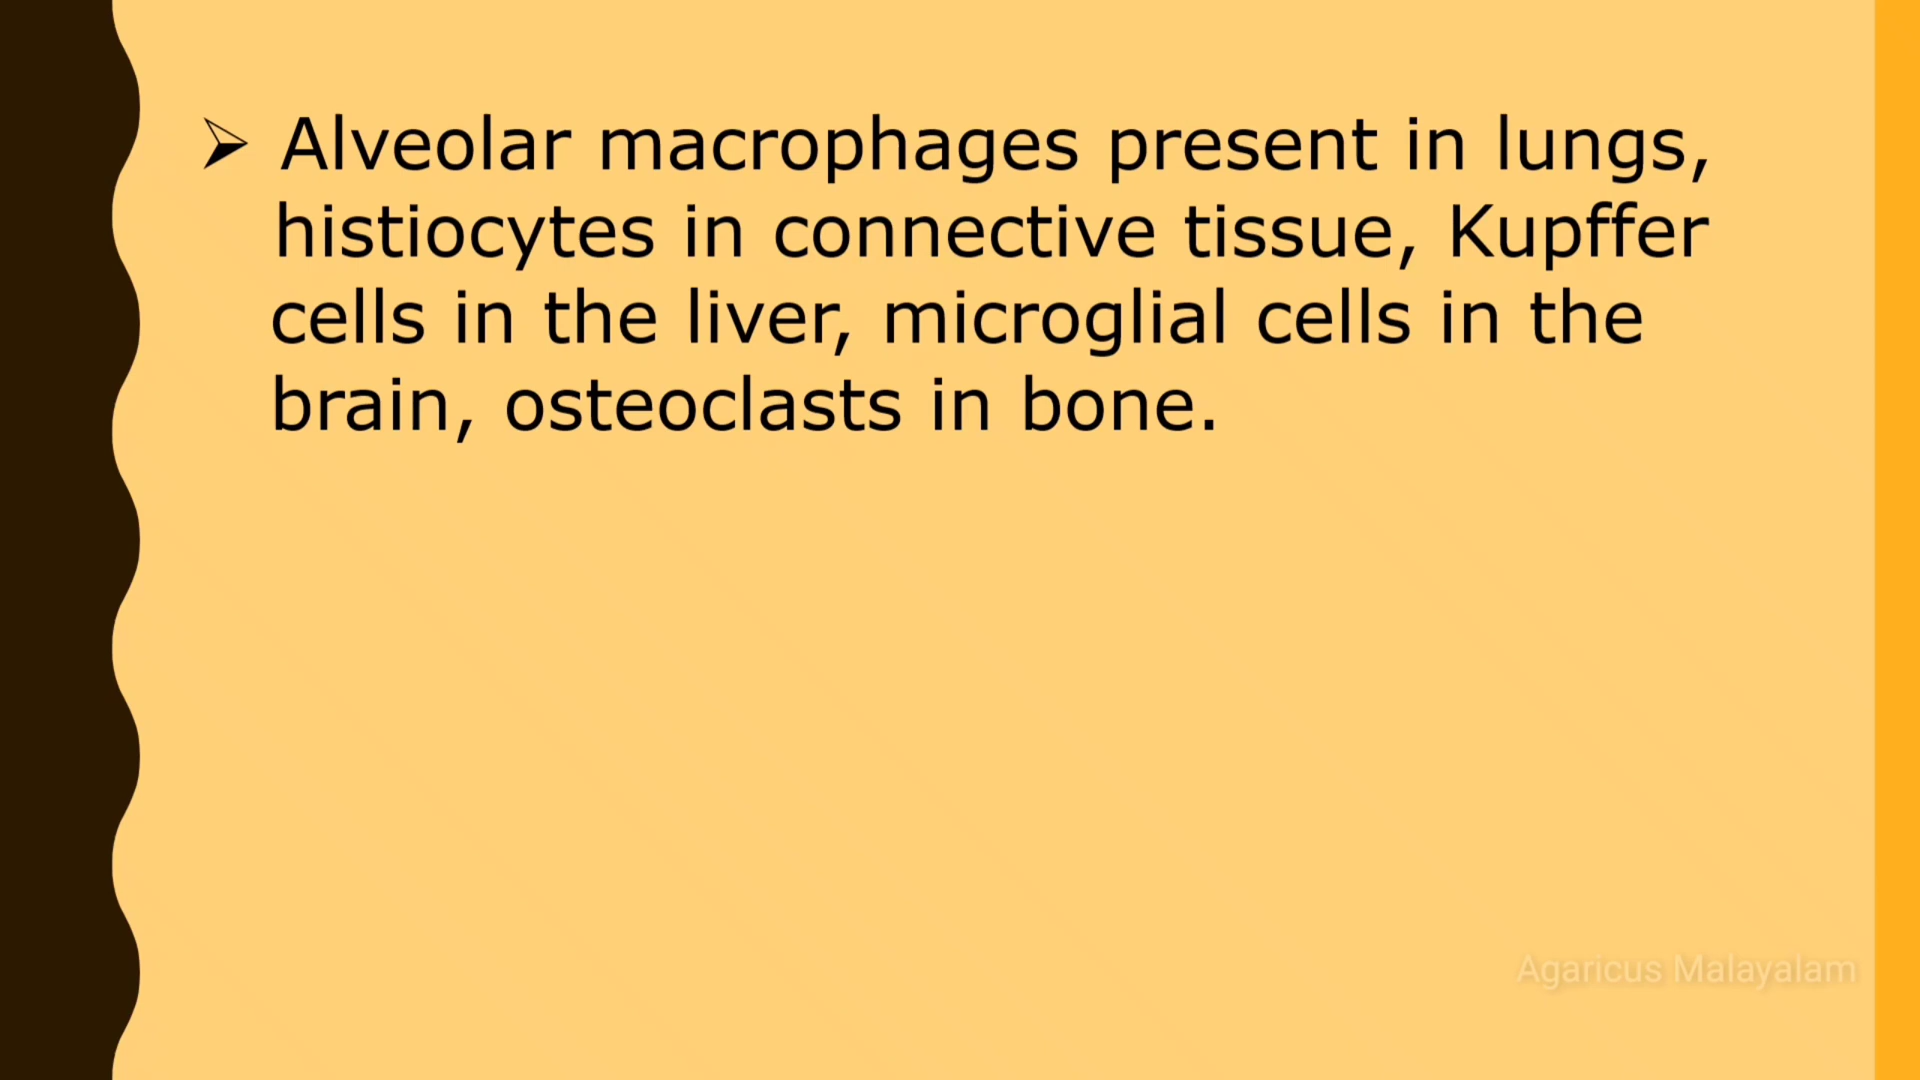 ➢ Alveolar macrophages present in lungs,
histiocytes in connective tissue, Kupffer
cells in the liver, microglial cells in the
brain, osteoclasts in bone.
Agaricus Malayalam